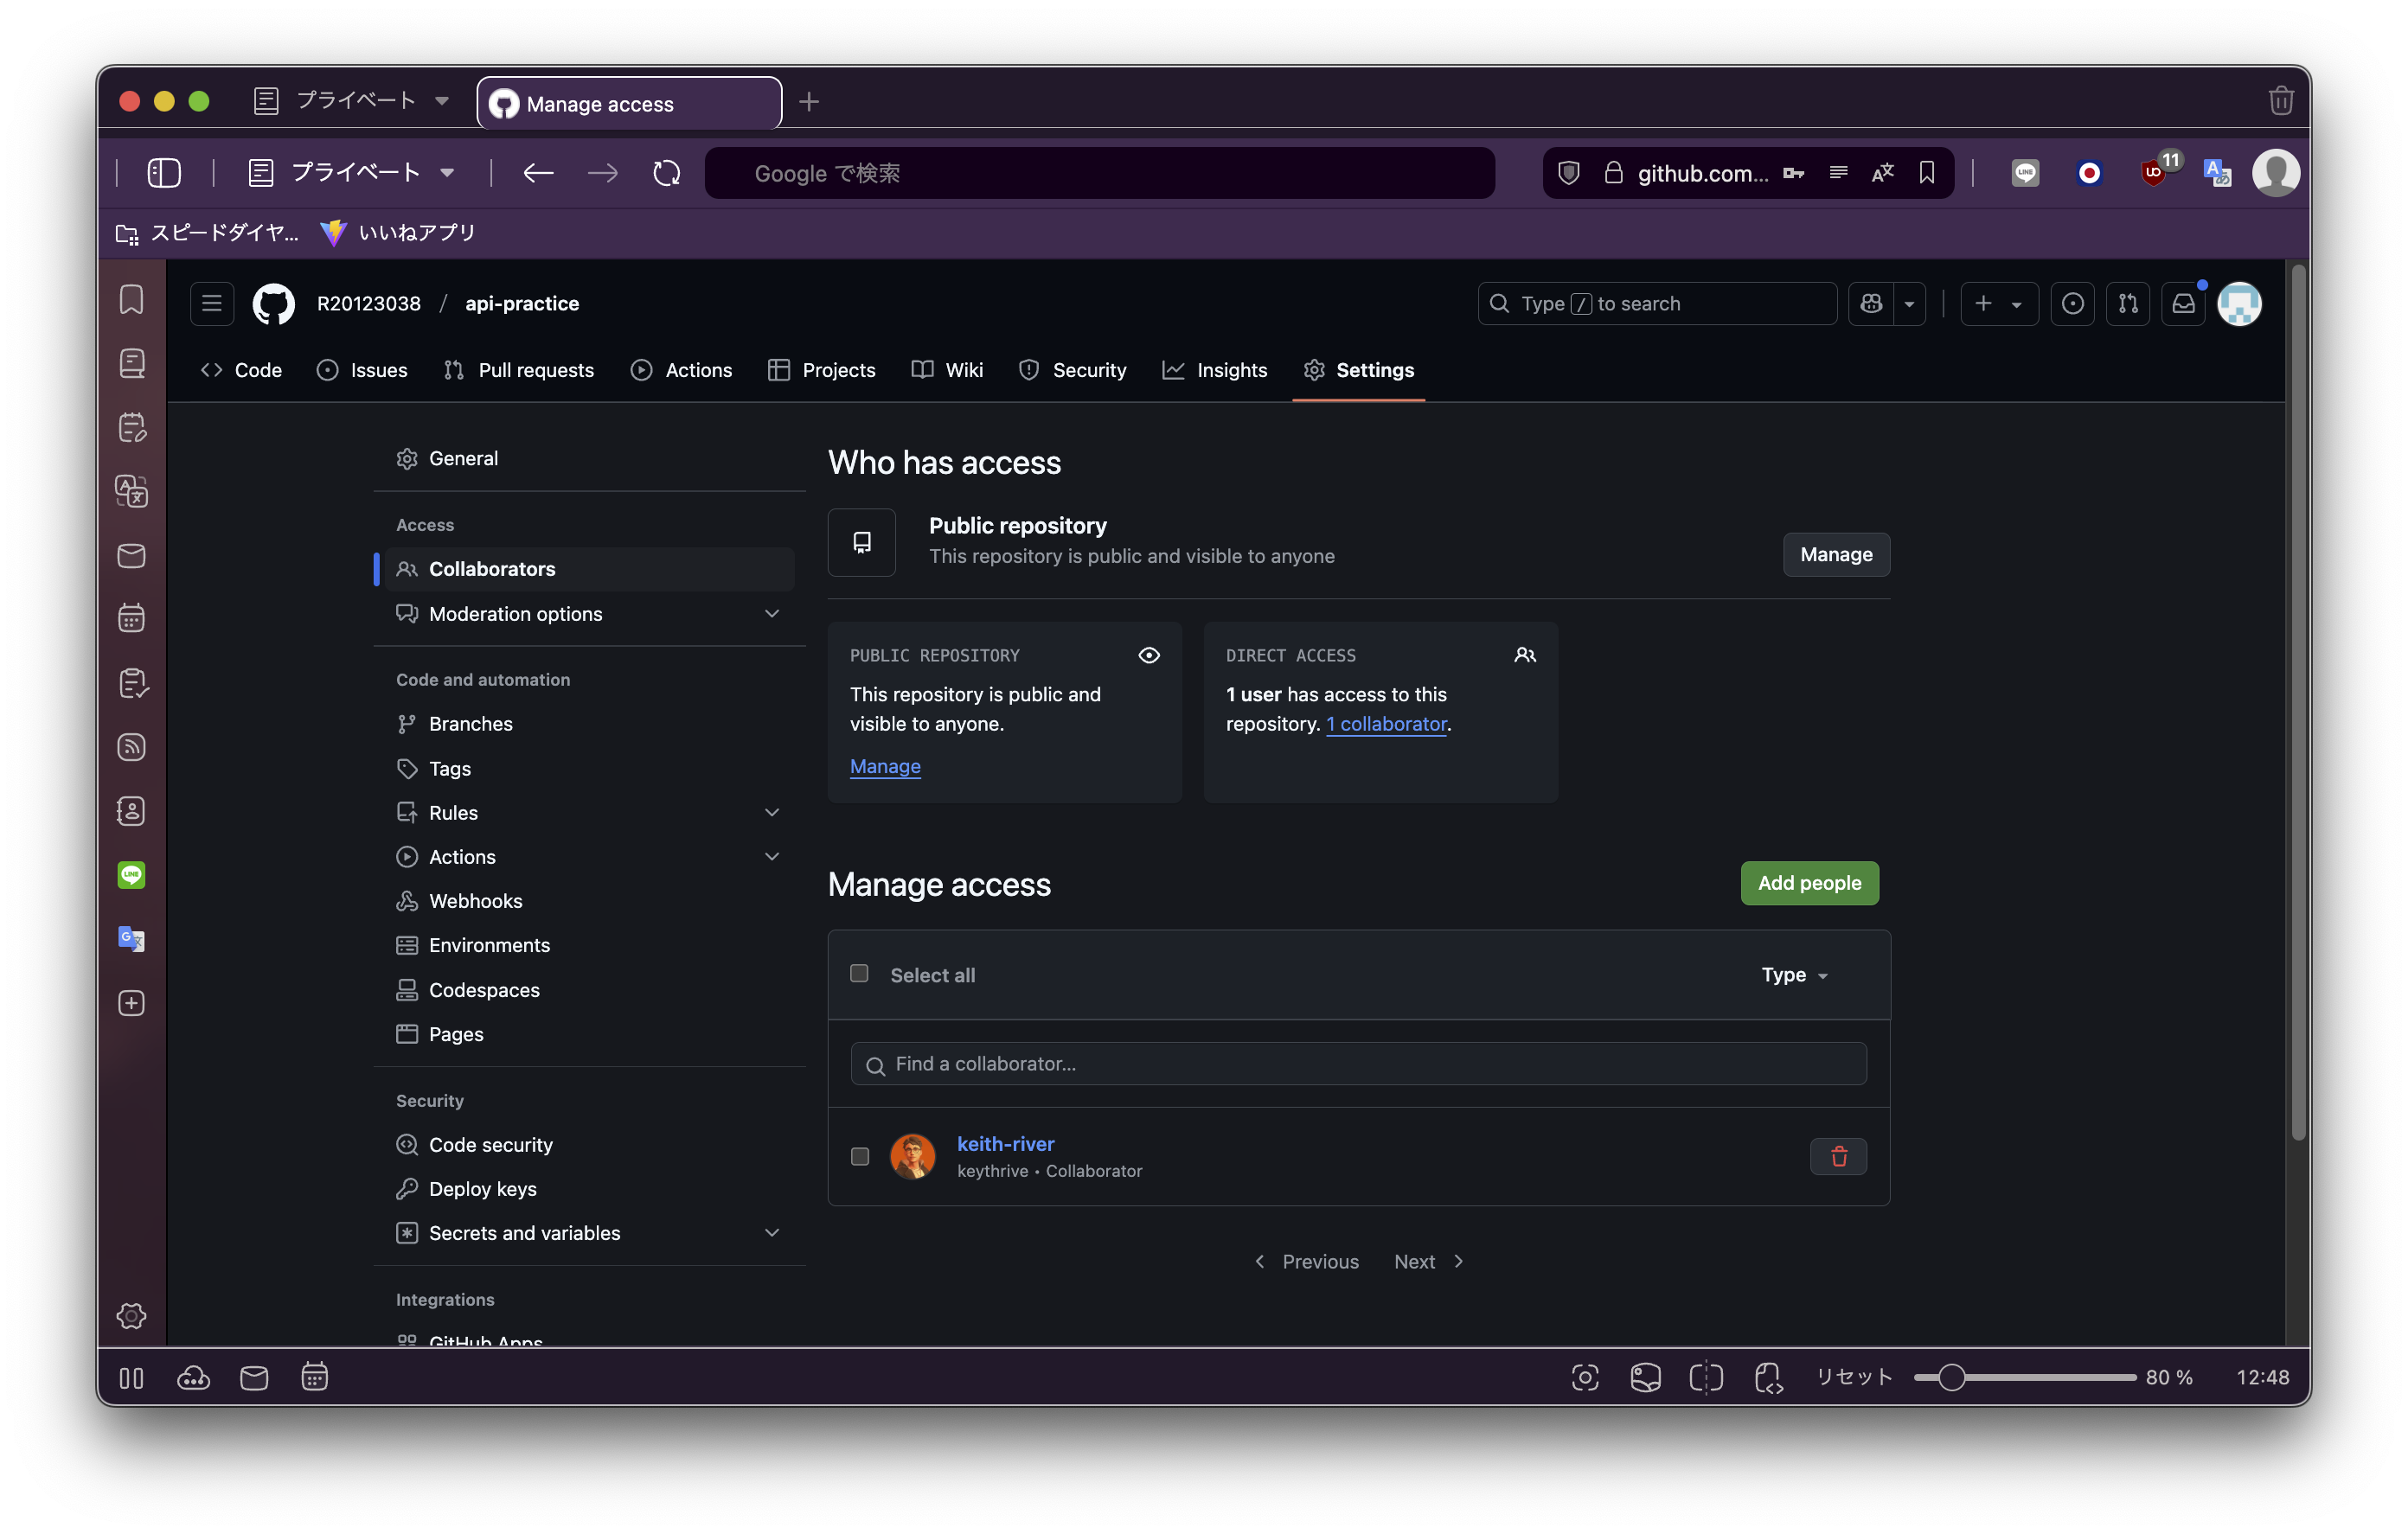 プライベート
Manage access
プライベート
Google で検索
github.com...
LINE
UO
11
A
あ
スピードダイヤ...
いいねアプリ
R20123038 / api-practice
Type / to search
Code
Issues
Pull requests
Actions
Projects
Wiki
Security
Insights
Settings
General
Access
Collaborators
Moderation options
Code and automation
Branches
Tags
Rules
Actions
Webhooks
Environments
Codespaces
Pages
Security
Code security
Deploy keys
Secrets and variables
Integrations
GitHub Apps
Who has access
Public repository
This repository is public and visible to anyone
Manage
PUBLIC REPOSITORY
This repository is public and
visible to anyone.
Manage
DIRECT ACCESS
1 user has access to this
repository. 1 collaborator.
Manage access
Add people
Select all
Type
Find a collaborator...
keith-river
keythrive • Collaborator
Previous
Next
LINE
リセット
80 %
12:48